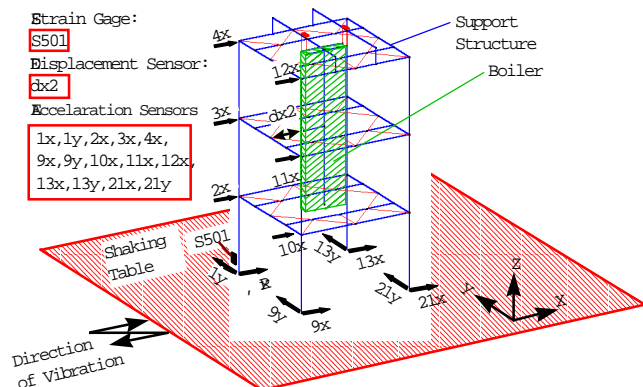 Strain Gage:
S501
Displacement Sensor:
dx2
Accelaration Sensors
1x,1y,2x,3x,4x,
9x,9y,10x,11x,12x,
13x,13y,21x,21y
4x
3x
2x
12x
dx2
11x
10x
Support
Structure
Boiler
Shaking
Table
S501
1y
13y
13x
9y
9x
21y
21x
Z
Y
X
Direction
of Vibration